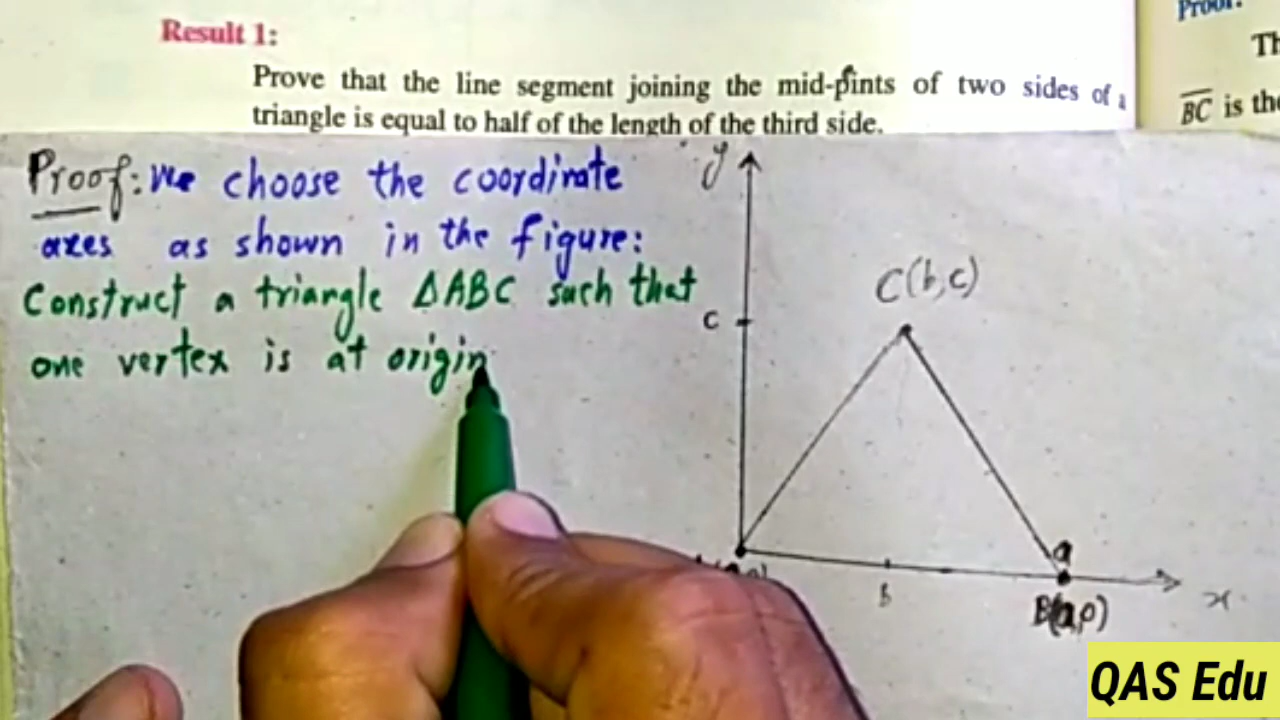 Result 1:
Prove that the line segment joining the mid-pints of two sides of a
triangle is equal to half of the length of the third side.
Proof:
Th
BC is the
Proof: We choose the coordinate
axes as shown in the figure:
Construct a triangle ΔABC such that
one vertex is at origin
y
C(b,c)
c
a
B
x
QAS Edu